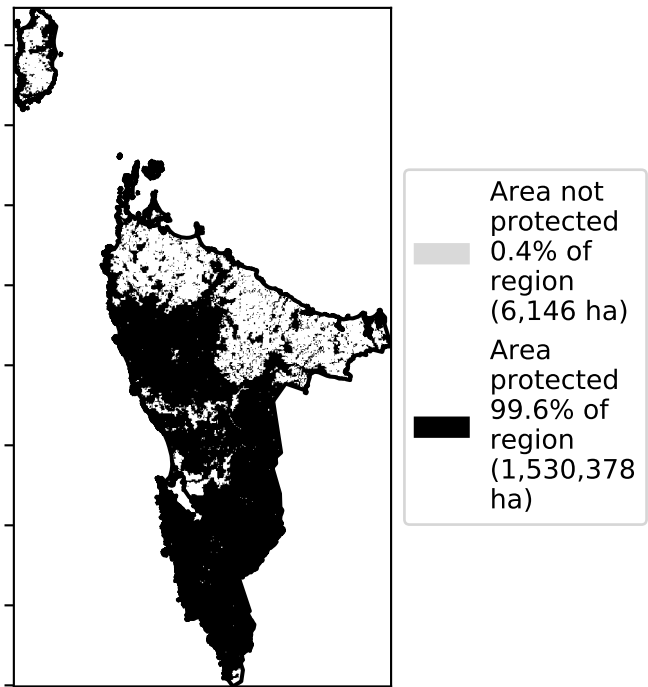 Area not
protected
0.4% of
region
(6,146 ha)
Area
protected
99.6% of
region
(1,530,378
ha)